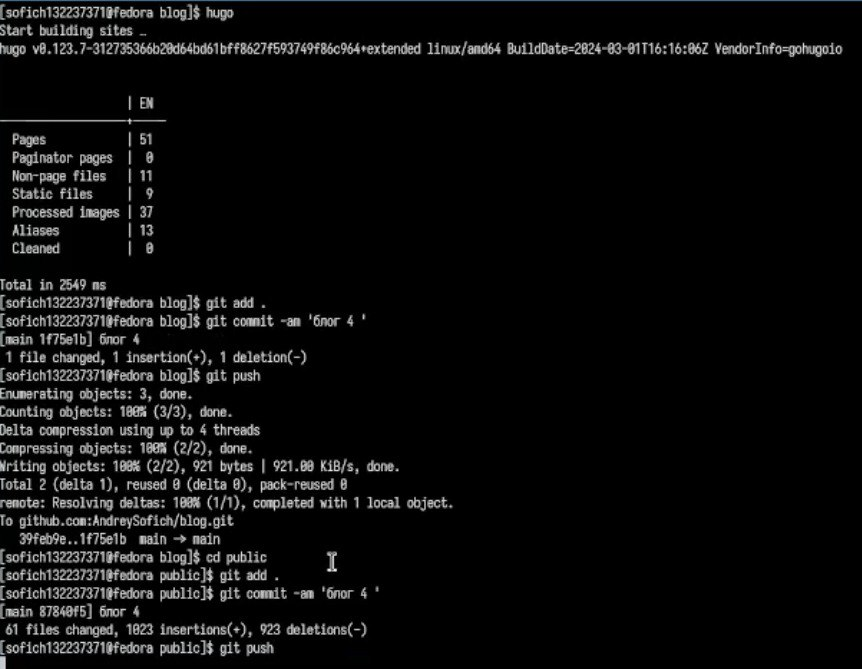 [sofich132237371@fedora blog]$ hugo
Start building sites …
hugo v0.123.7-312735366b20d64bd61bff8627f593749f86c964+extended linux/amd64 BuildDate=2024-03-01T16:16:06Z VendorInfo=gohugoio
| EN
Pages | 51
Paginator pages | 0
Non-page files | 11
Static files | 9
Processed images | 37
Aliases | 13
Cleaned | 0
Total in 2549 ms
[sofich132237371@fedora blog]$ git add .
[sofich132237371@fedora blog]$ git commit -am 'блог 4 '
[main 1f75e1b] блог 4
1 file changed, 1 insertion(+), 1 deletion(-)
[sofich132237371@fedora blog]$ git push
Enumerating objects: 3, done.
Counting objects: 100% (3/3), done.
Delta compression using up to 4 threads
Compressing objects: 100% (2/2), done.
Writing objects: 100% (2/2), 921 bytes | 921.00 KiB/s, done.
Total 2 (delta 1), reused 0 (delta 0), pack-reused 0
remote: Resolving deltas: 100% (1/1), completed with 1 local object.
To github.com:AndreySofich/blog.git
39feb9e..1f75e1b main -> main
[sofich132237371@fedora blog]$ cd public
[sofich132237371@fedora public]$ git add .
[sofich132237371@fedora public]$ git commit -am 'блог 4 '
[main 87840f5] блог 4
61 files changed, 1023 insertions(+), 923 deletions(-)
[sofich132237371@fedora public]$ git push